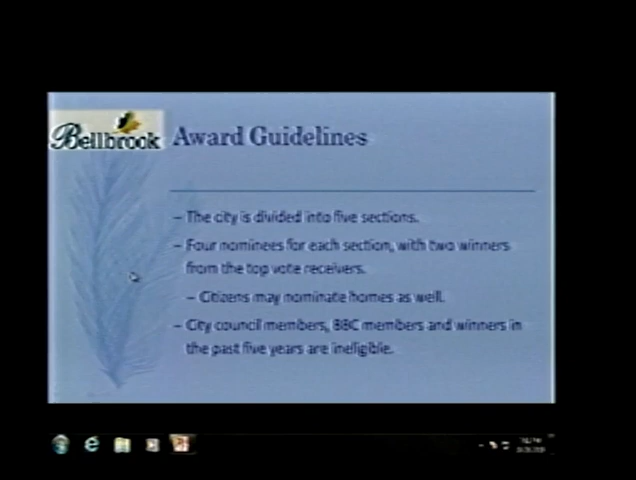 Bellbrook
Award Guidelines
– The city is divided into five sections.
– Four nominees for each section, with two winners
from the top vote receivers.
– Citizens may nominate homes as well.
– City council members, BBC members and winners in
the past five years are ineligible.